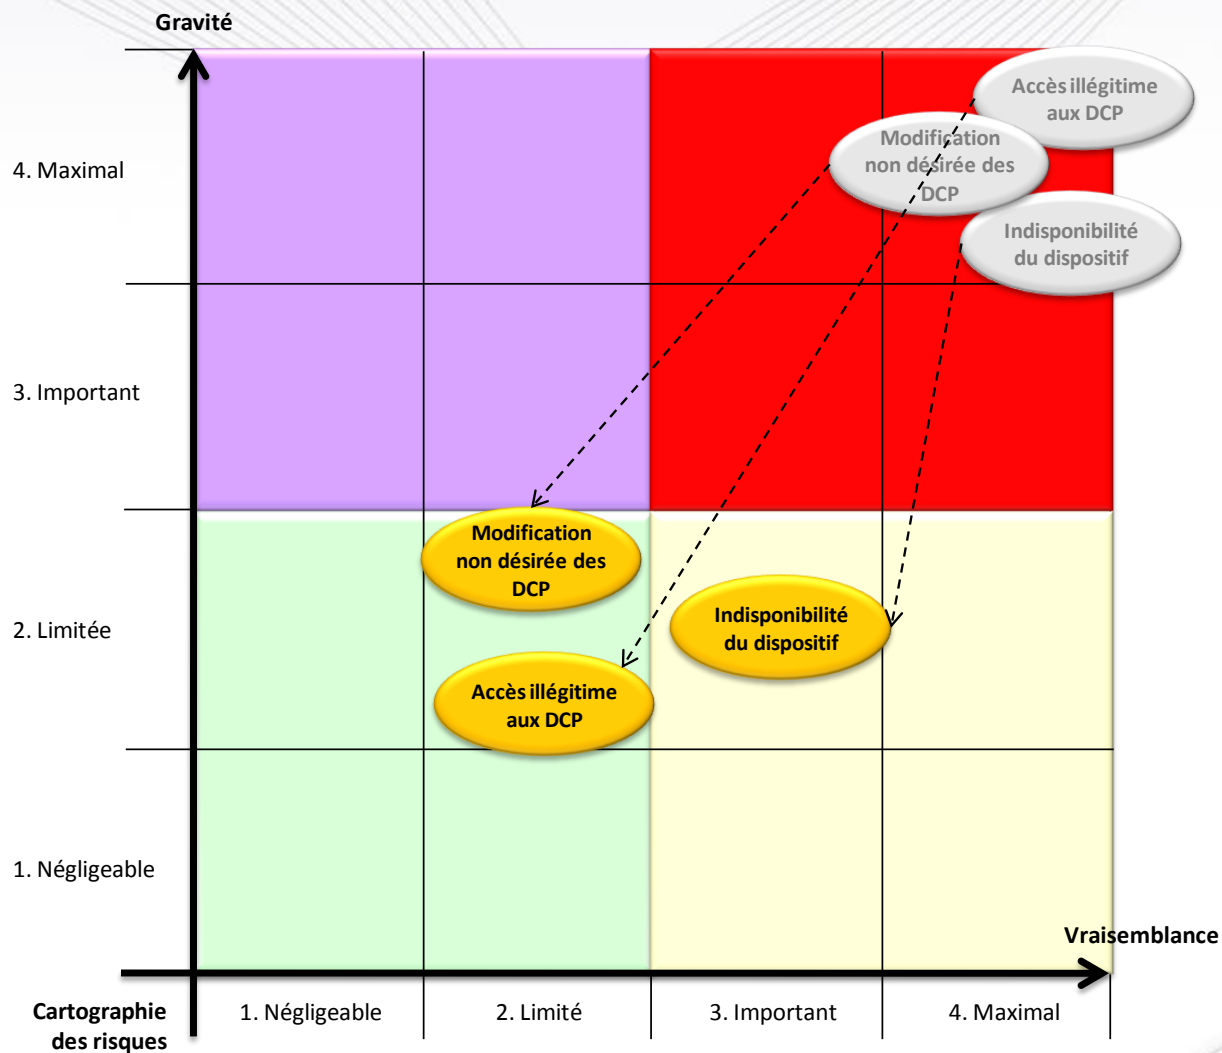 Gravité
Accès illégitime
aux DCP
Modification
non désirée des
DCP
4. Maximal
Indisponibilité
du dispositif
3. Important
Modification
non désirée des
DCP
Indisponibilité
du dispositif
2. Limitée
Accès illégitime
aux DCP
1. Négligeable
Vraisemblance
Cartographie
des risques
1. Négligeable
2. Limité
3. Important
4. Maximal